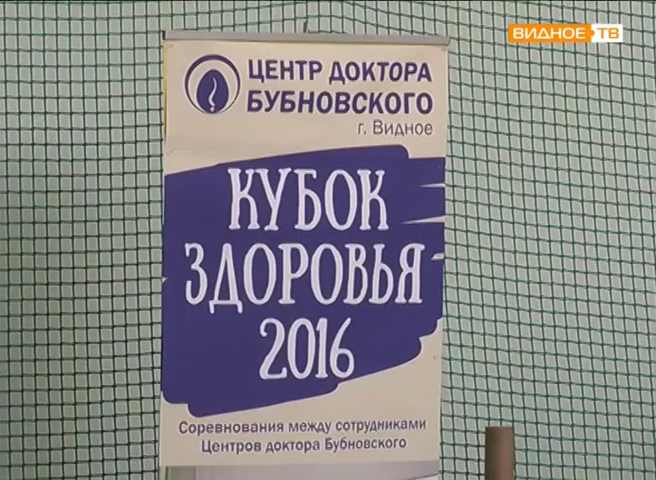 ВИДНОЕ ТВ
ЦЕНТР ДОКТОРА
БУБНОВСКОГО
г. Видное
КУБОК
ЗДОРОВЬЯ
2016
Соревнования между сотрудниками
Центров доктора Бубновского